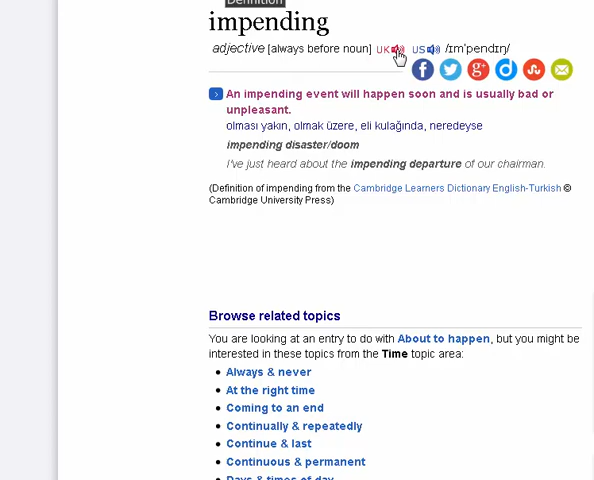 Definition
impending
adjective [always before noun] UK US /ɪmˈpendɪŋ/
An impending event will happen soon and is usually bad or
unpleasant.
olması yakın, olmak üzere, eli kulağında, neredeyse
impending disaster/doom
I've just heard about the impending departure of our chairman.
(Definition of impending from the Cambridge Learners Dictionary English-Turkish ©
Cambridge University Press)
Browse related topics
You are looking at an entry to do with About to happen, but you might be
interested in these topics from the Time topic area:
• Always & never
• At the right time
• Coming to an end
• Continually & repeatedly
• Continue & last
• Continuous & permanent
• Days & times of day